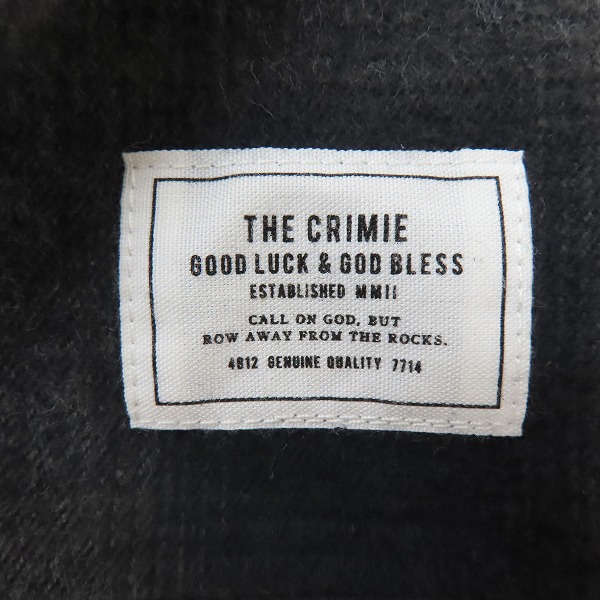 THE CRIMIE
GOOD LUCK & GOD BLESS
ESTABLISHED MMII
CALL ON GOD, BUT
ROW AWAY FROM THE ROCKS.
4812 GENUINE QUALITY 7714